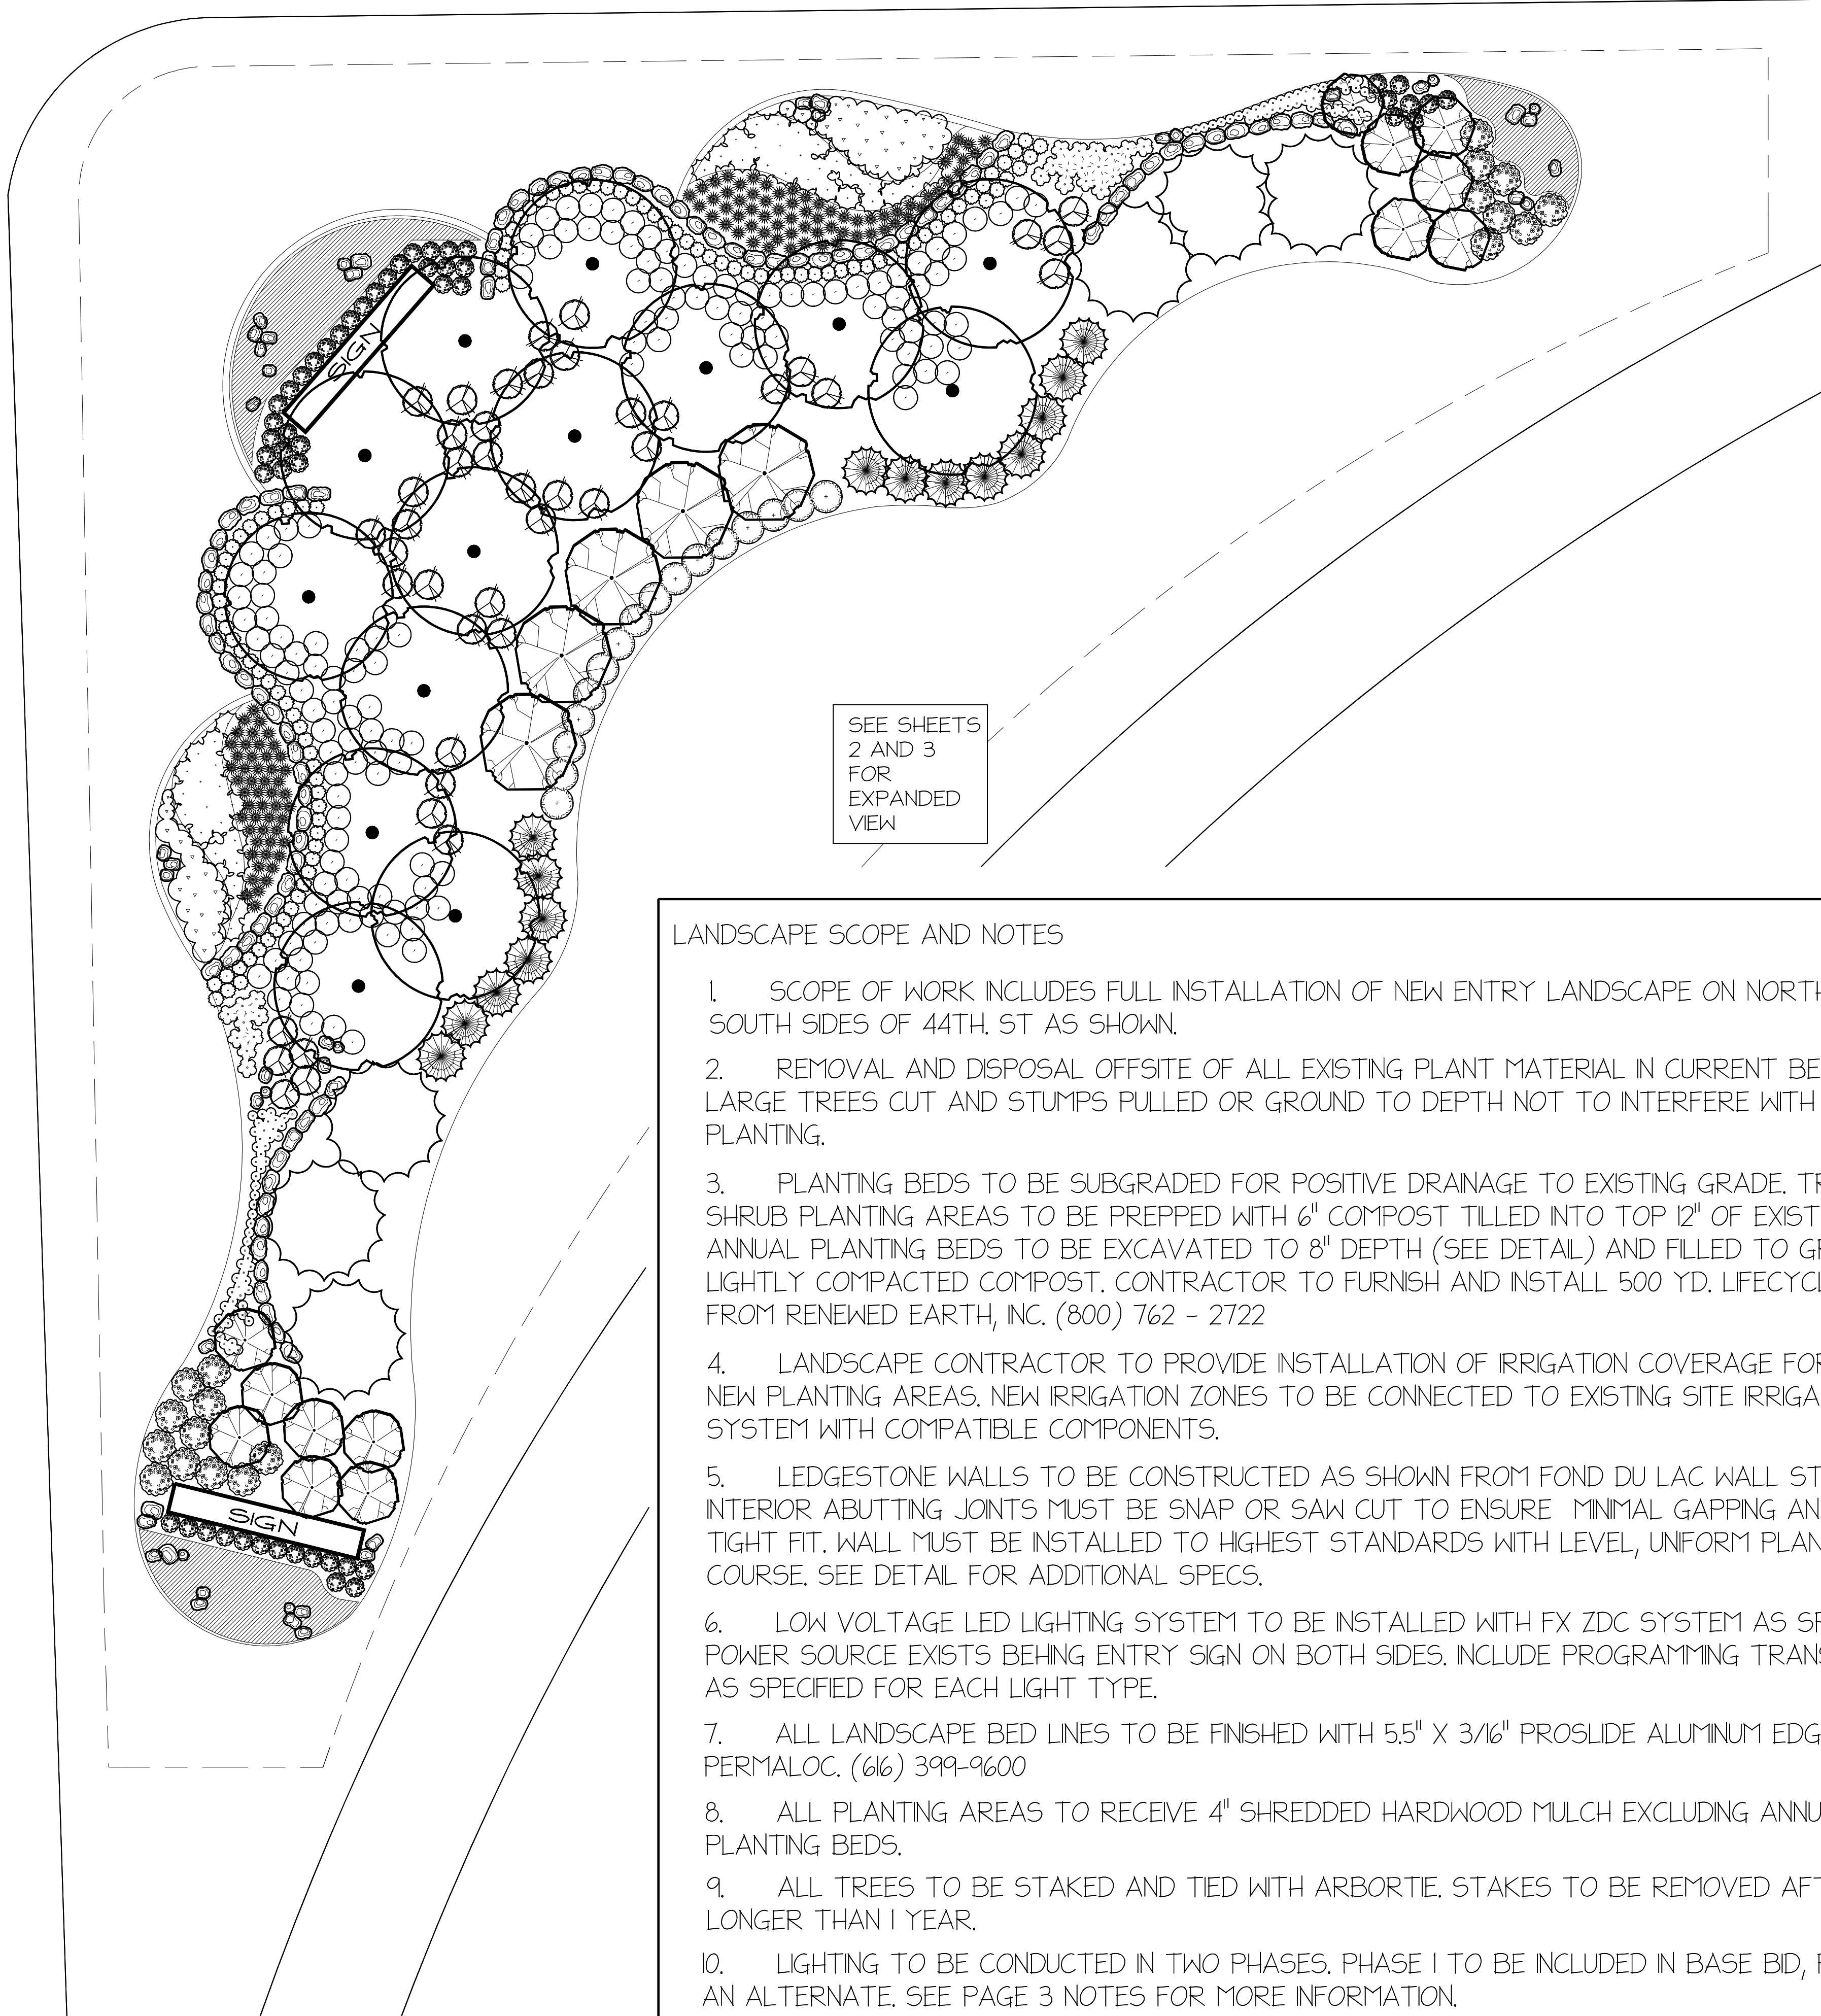 SIGN
SEE SHEETS
2 AND 3
FOR
EXPANDED
VIEW
LANDSCAPE SCOPE AND NOTES
1. SCOPE OF WORK INCLUDES FULL INSTALLATION OF NEW ENTRY LANDSCAPE ON
SOUTH SIDES OF 44TH. ST AS SHOWN.
2. REMOVAL AND DISPOSAL OFFSITE OF ALL EXISTING PLANT MATERIAL IN CURRENT
LARGE TREES CUT AND STUMPS PULLED OR GROUND TO DEPTH NOT TO INTERFERE WITH
PLANTING.
3. PLANTING BEDS TO BE SUBGRADED FOR POSITIVE DRAINAGE TO EXISTING GRADE.
SHRUB PLANTING AREAS TO BE PREPPED WITH 6" COMPOST TILLED INTO TOP 12" OF
ANNUAL PLANTING BEDS TO BE EXCAVATED TO 8" DEPTH (SEE DETAIL) AND FILLED TO
LIGHTLY COMPACTED COMPOST. CONTRACTOR TO FURNISH AND INSTALL 500 YD.
FROM RENEWED EARTH, INC. (800) 762 - 2722
4. LANDSCAPE CONTRACTOR TO PROVIDE INSTALLATION OF IRRIGATION COVERAGE FOR
NEW PLANTING AREAS. NEW IRRIGATION ZONES TO BE CONNECTED TO EXISTING SITE
SYSTEM WITH COMPATIBLE COMPONENTS.
5. LEDGESTONE WALLS TO BE CONSTRUCTED AS SHOWN FROM FOND DU LAC WALL
INTERIOR ABUTTING JOINTS MUST BE SNAP OR SAW CUT TO ENSURE MINIMAL GAPPING
TIGHT FIT. WALL MUST BE INSTALLED TO HIGHEST STANDARDS WITH LEVEL, UNIFORM
COURSE. SEE DETAIL FOR ADDITIONAL SPECS.
6. LOW VOLTAGE LED LIGHTING SYSTEM TO BE INSTALLED WITH FX ZDC SYSTEM AS
POWER SOURCE EXISTS BEHING ENTRY SIGN ON BOTH SIDES. INCLUDE PROGRAMMING
AS SPECIFIED FOR EACH LIGHT TYPE.
7. ALL LANDSCAPE BED LINES TO BE FINISHED WITH 5.5" X 3/16" PROSLIDE ALUMINUM
PERMALOC. (616) 399-9600
8. ALL PLANTING AREAS TO RECEIVE 4" SHREDDED HARDWOOD MULCH EXCLUDING
PLANTING BEDS.
SIGN
9. ALL TREES TO BE STAKED AND TIED WITH ARBORTIE. STAKES TO BE REMOVED
LONGER THAN 1 YEAR.
10. LIGHTING TO BE CONDUCTED IN TWO PHASES. PHASE 1 TO BE INCLUDED IN BASE BID,
AN ALTERNATE. SEE PAGE 3 NOTES FOR MORE INFORMATION.